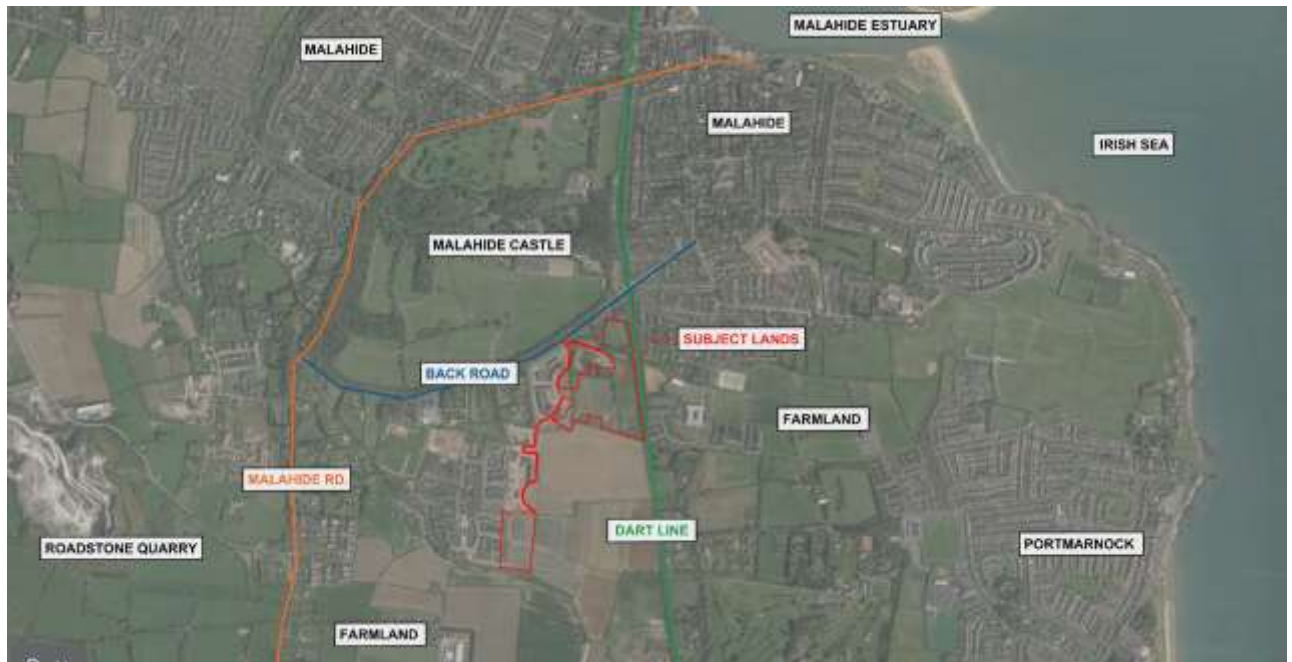 MALAHIDE ESTUARY
MALAHIDE
MALAHIDE
IRISH SEA
MALAHIDE CASTLE
SUBJECT LANDS
BACK ROAD
FARMLAND
MALAHIDE RD
DART LINE
ROADSTONE QUARRY
PORTMARNOCK
FARMLAND